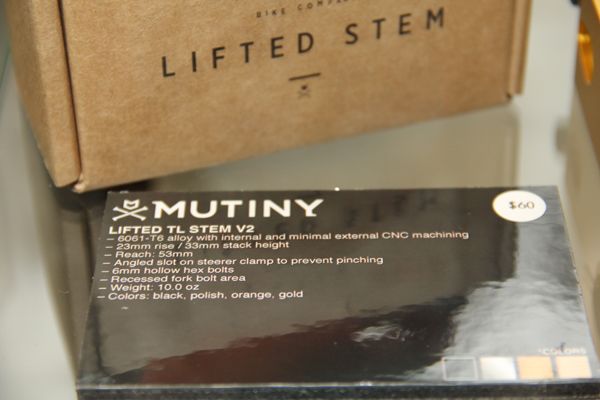 BIKE COMPANY
LIFTED STEM
MUTINY
$60
LIFTED TL STEM V2
– 6061-T6 alloy with internal and minimal external CNC machining
– 23mm rise / 33mm stack height
– Reach: 53mm
– Angled slot on steerer clamp to prevent pinching
– 6mm hollow hex bolts
– Recessed fork bolt area
– Weight: 10.0 oz
– Colors: black, polish, orange, gold
*COLORS